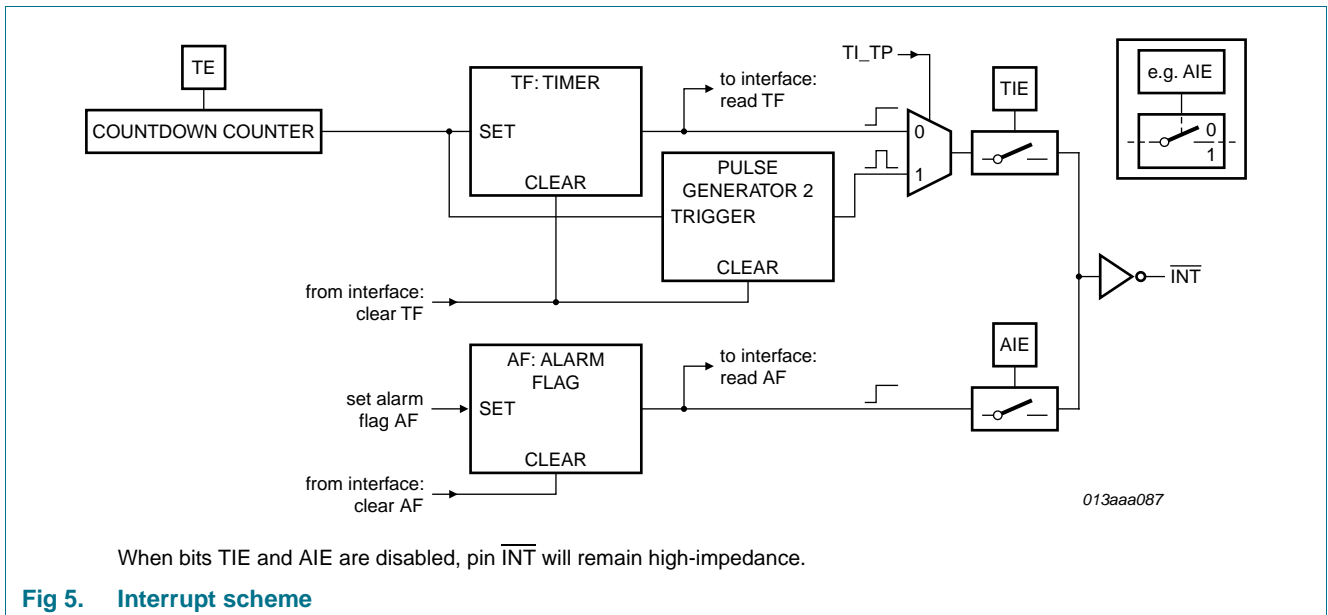 TE
COUNTDOWN COUNTER
TF: TIMER
SET
CLEAR
to interface:
read TF
PULSE
GENERATOR 2
TRIGGER
CLEAR
from interface:
clear TF
TI_TP
0
1
TIE
e.g. AIE
0
1
INT
AF: ALARM
FLAG
SET
CLEAR
set alarm
flag AF
from interface:
clear AF
to interface:
read AF
AIE
013aaa087
When bits TIE and AIE are disabled, pin INT will remain high-impedance.
Fig 5. Interrupt scheme